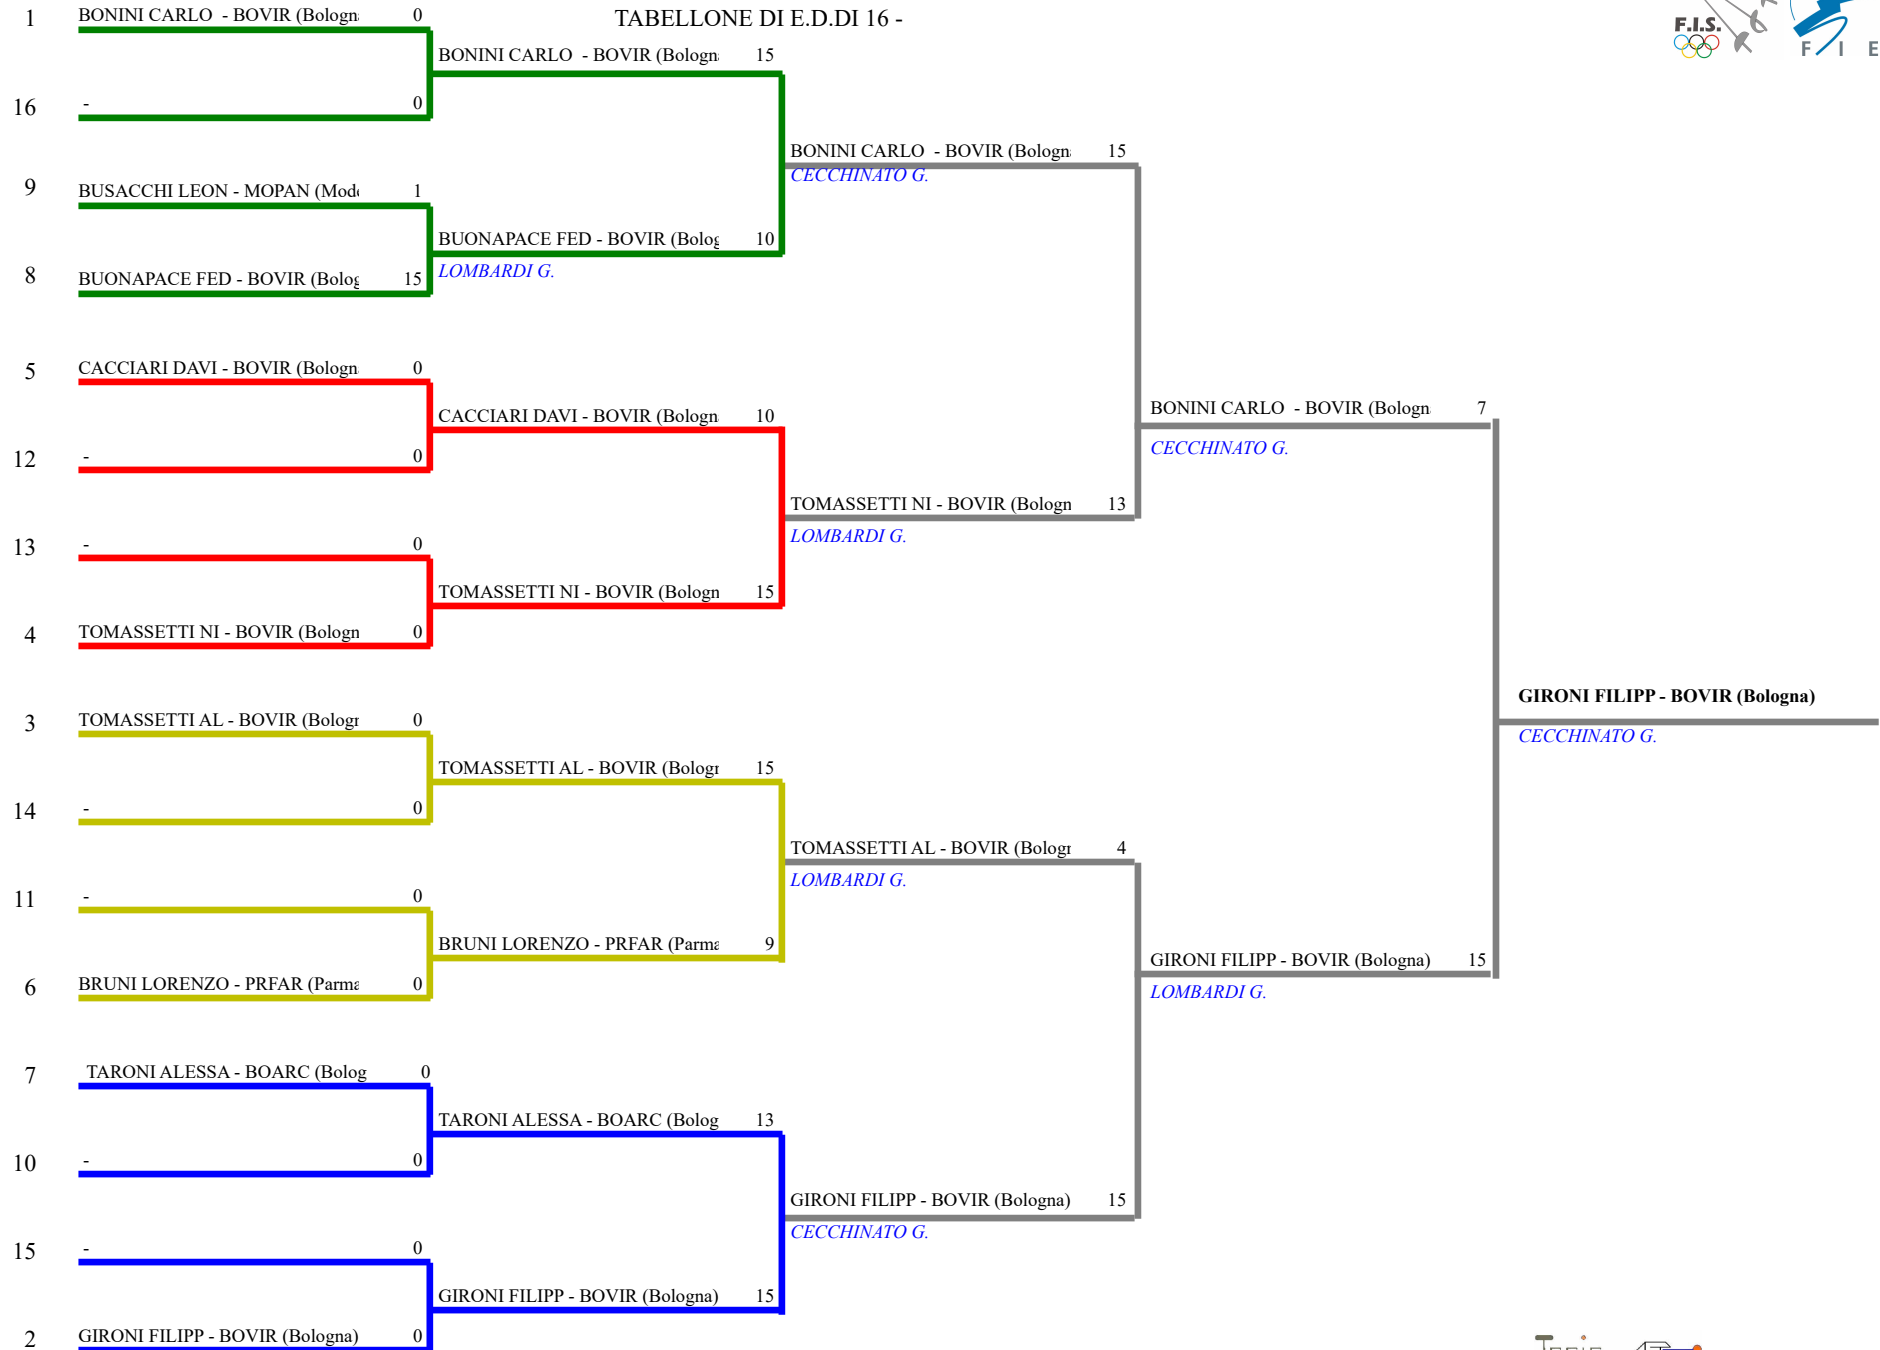 TABELLONE DI E.D.DI 16 -
F.I.S.
F I E
1 BONINI CARLO - BOVIR (Bologn 0
BONINI CARLO - BOVIR (Bologn 15
16 - 0
BONINI CARLO - BOVIR (Bologn 15
CECCHINATO G.
9 BUSACCHI LEON - MOPAN (Mod 1
BUONAPACE FED - BOVIR (Bolog 10
LOMBARDI G.
8 BUONAPACE FED - BOVIR (Bolog 15
5 CACCIARI DAVI - BOVIR (Bologn 0
CACCIARI DAVI - BOVIR (Bologn 10
BONINI CARLO - BOVIR (Bologn 7
CECCHINATO G.
12 - 0
TOMASSETTI NI - BOVIR (Bologn 13
LOMBARDI G.
13 - 0
TOMASSETTI NI - BOVIR (Bologn 15
4 TOMASSETTI NI - BOVIR (Bologn 0
GIRONI FILIPP - BOVIR (Bologna)
CECCHINATO G.
3 TOMASSETTI AL - BOVIR (Bologn 0
TOMASSETTI AL - BOVIR (Bologn 15
14 - 0
TOMASSETTI AL - BOVIR (Bologn 4
LOMBARDI G.
11 - 0
BRUNI LORENZO - PRFAR (Parma 9
GIRONI FILIPP - BOVIR (Bologna) 15
LOMBARDI G.
6 BRUNI LORENZO - PRFAR (Parma 0
7 TARONI ALESSA - BOARC (Bolog 0
TARONI ALESSA - BOARC (Bolog 13
10 - 0
GIRONI FILIPP - BOVIR (Bologna) 15
CECCHINATO G.
15 - 0
GIRONI FILIPP - BOVIR (Bologna) 15
2 GIRONI FILIPP - BOVIR (Bologna) 0